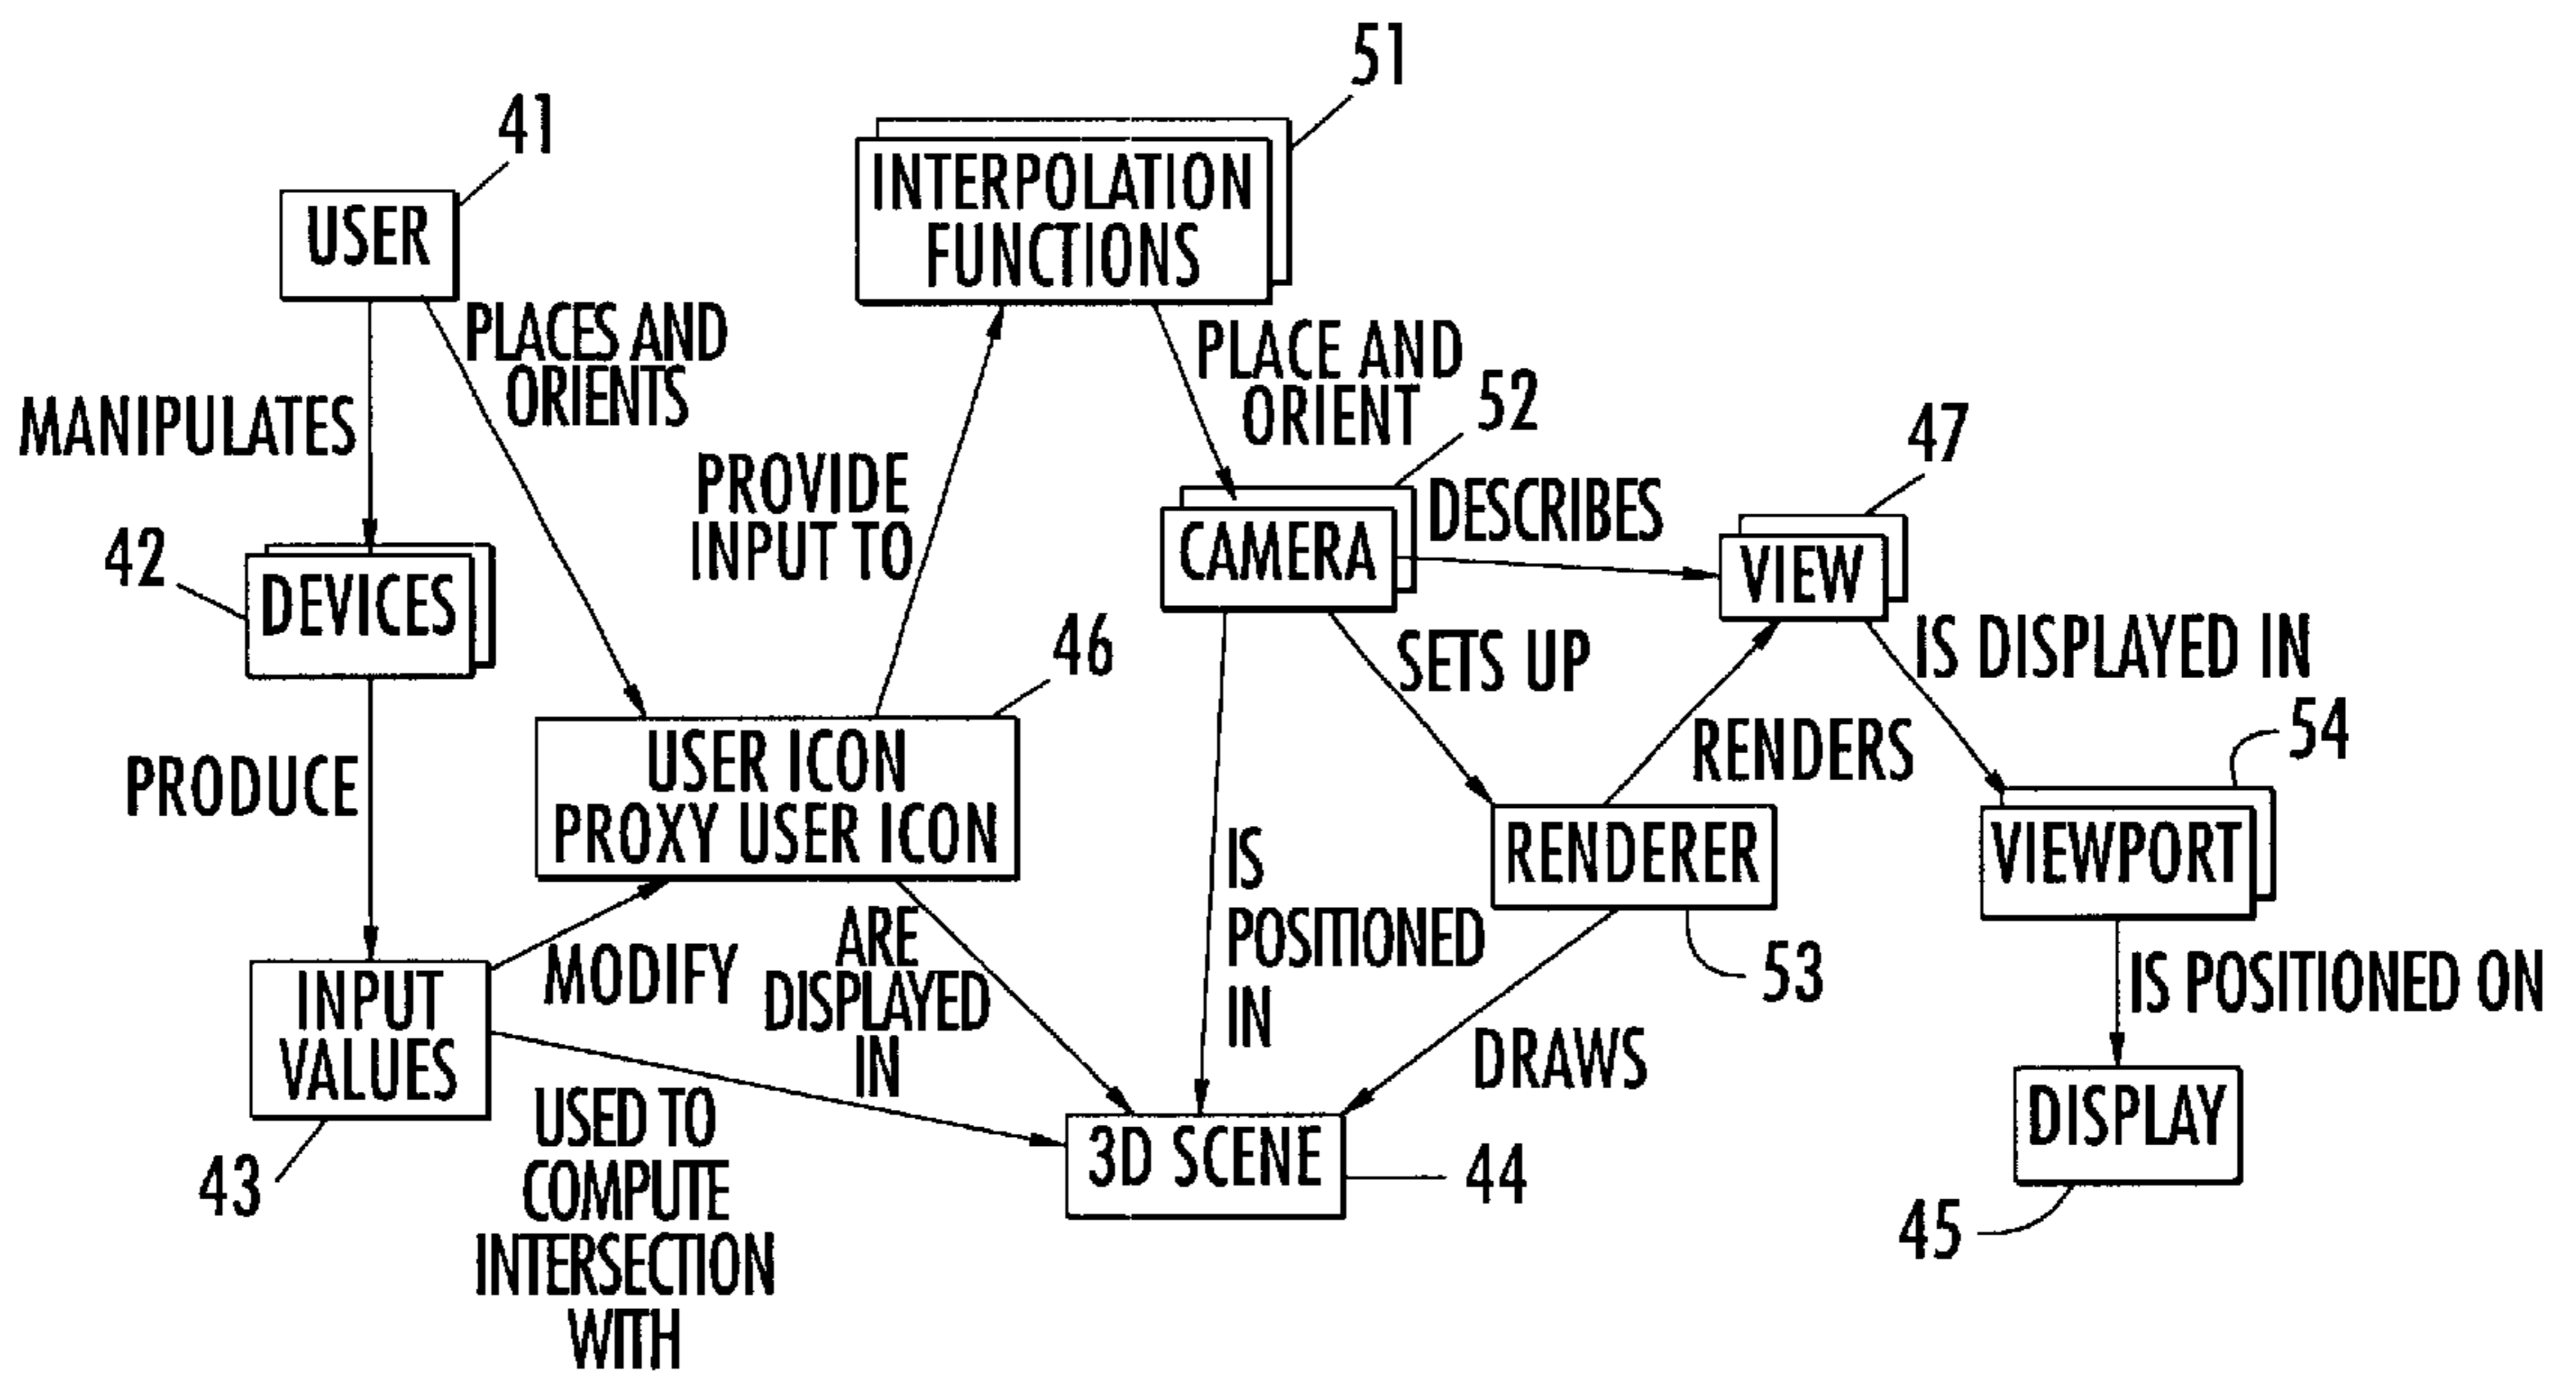 51
41
INTERPOLATION
FUNCTIONS
USER
PLACES AND
ORIENTS
PLACE AND
ORIENT
52
MANIPULATES
47
PROVIDE
INPUT TO
DESCRIBES
42
CAMERA
VIEW
DEVICES
46
SETS UP
IS DISPLAYED IN
54
USER ICON
PROXY USER ICON
RENDERS
PRODUCE
RENDERER
VIEWPORT
IS
POSITIONED
IN
ARE
DISPLAYED
IN
MODIFY
53
IS POSITIONED ON
INPUT
VALUES
DRAWS
USED TO
COMPUTE
INTERSECTION
WITH
3D SCENE
44
DISPLAY
43
45